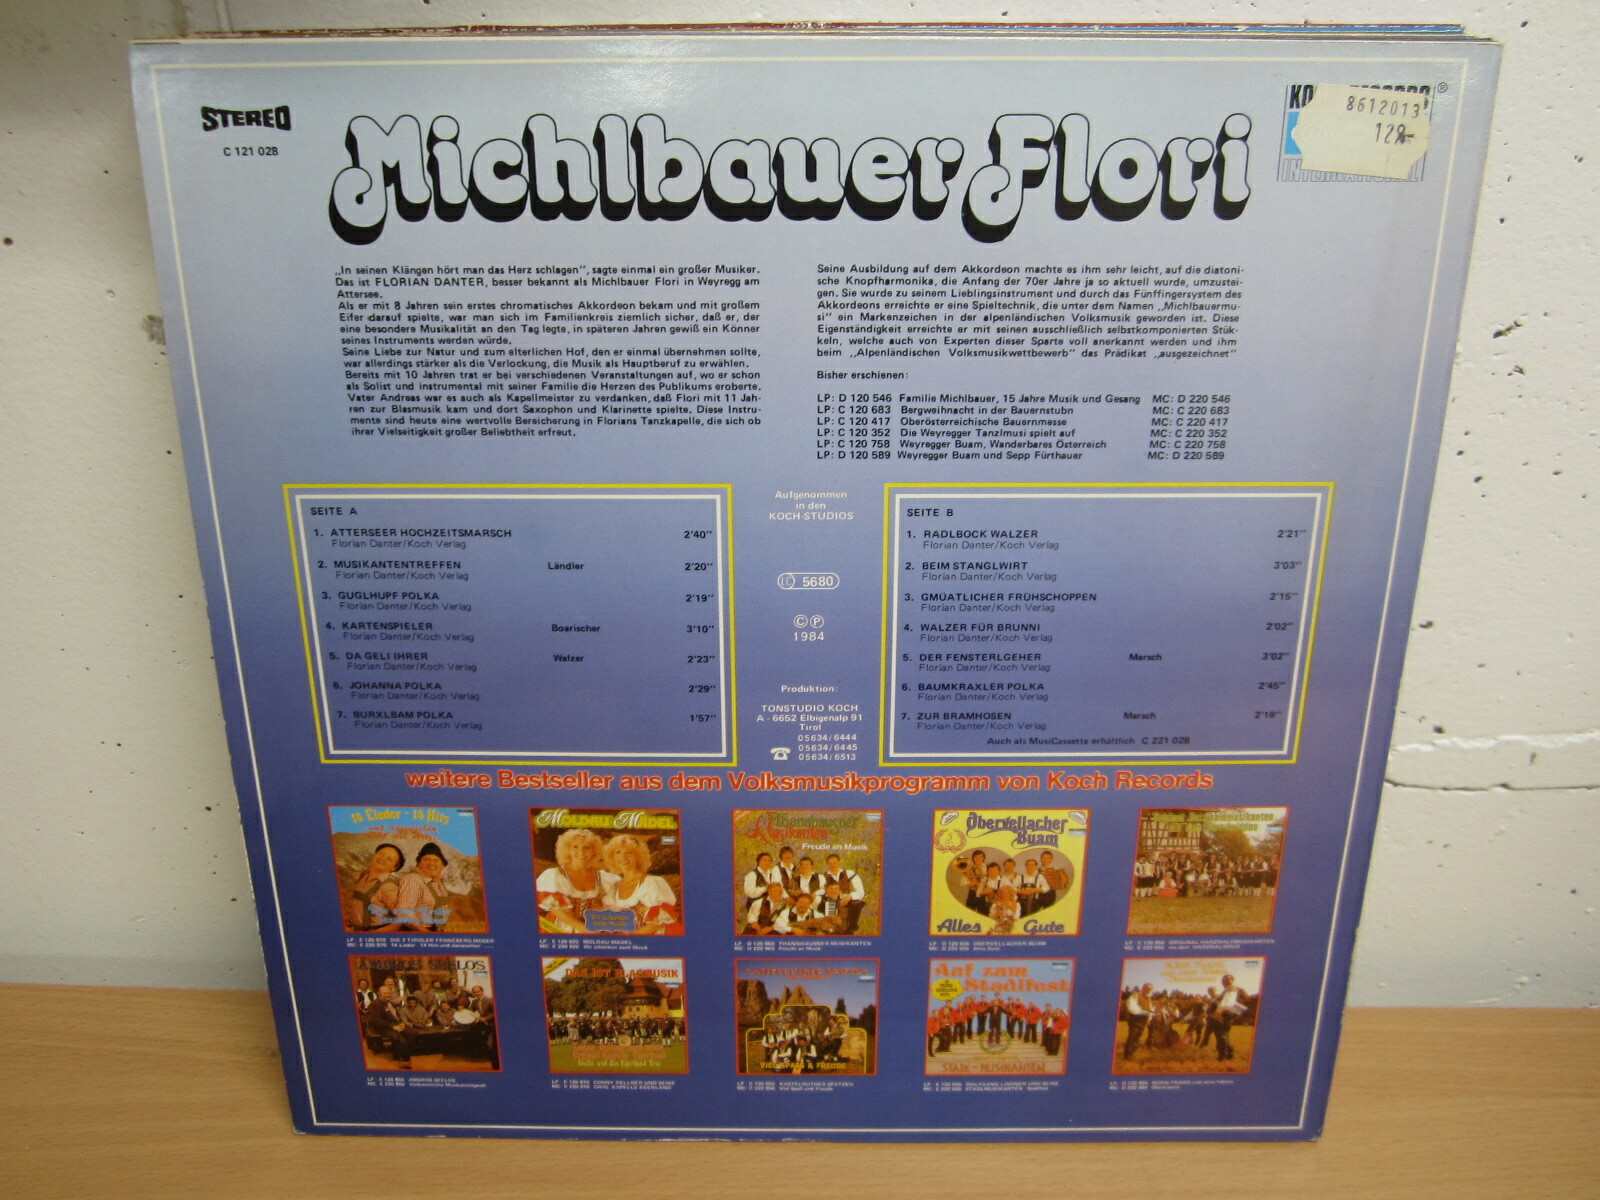 STEREO
C 121 028
Michlbauer Flori
8612013
128,-
INTERNATIONAL
„In seinen Klängen hört man das Herz schlagen", sagte einmal ein großer Musiker.
Das ist FLORIAN DANTER, besser bekannt als Michlbauer Flori in Weyregg am
Attersee.
Als er mit 8 Jahren sein erstes chromatisches Akkordeon bekam und mit großem
Eifer darauf spielte, war man sich im Familienkreis ziemlich sicher, daß er, der
eine besondere Musikalität an den Tag legte, in späteren Jahren gewiß ein Könner
seines Instruments werden würde.
Seine Liebe zur Natur und zum elterlichen Hof, den er einmal übernehmen sollte,
war allerdings stärker als die Verlockung, die Musik als Hauptberuf zu erwählen.
Bereits mit 10 Jahren trat er bei verschiedenen Veranstaltungen auf, wo er schon
als Solist und instrumental mit seiner Familie die Herzen des Publikums eroberte.
Vater Andreas war es auch als Kapellmeister zu verdanken, daß Flori mit 11 Jah-
ren zur Blasmusik kam und dort Saxophon und Klarinette spielte. Diese Instru-
mente sind heute eine wertvolle Bereicherung in Florians Tanzkapelle, die sich ob
ihrer Vielseitigkeit großer Beliebtheit erfreut.
Seine Ausbildung auf dem Akkordeon machte es ihm sehr leicht, auf die diatoni-
sche Knopfharmonika, die Anfang der 70er Jahre ja so aktuell wurde, umzustei-
gen. Sie wurde zu seinem Lieblingsinstrument und durch das Fünffingersystem des
Akkordeons erreichte er eine Spieltechnik, die unter dem Namen „Michlbauermu-
si" ein Markenzeichen in der alpenländischen Volksmusik geworden ist. Diese
Eigenständigkeit erreichte er mit seinen ausschließlich selbstkomponierten Stük-
keln, welche auch von Experten dieser Sparte voll anerkannt werden und ihm
beim „Alpenländischen Volksmusikwettbewerb" das Prädikat „ausgezeichnet"
Bisher erschienen:
LP: D 120 546 Familie Michlbauer, 15 Jahre Musik und Gesang MC: D 220 546
LP: C 120 683 Bergweihnacht in der Bauernstubn MC: C 220 683
LP: C 120 417 Oberösterreichische Bauernmesse MC: C 220 417
LP: C 120 352 Die Weyregger Tanzlmusi spielt auf MC: C 220 352
LP: C 120 758 Weyregger Buam, Wanderbares Österreich MC: C 220 758
LP: D 120 589 Weyregger Buam und Sepp Fürthauer MC: D 220 589
SEITE A
1. ATTERSEER HOCHZEITSMARSCH 2'40"
Florian Danter/Koch Verlag
2. MUSIKANTENTREFFEN Ländler 2'20"
Florian Danter/Koch Verlag
3. GUGLHUPF POLKA 2'19"
Florian Danter/Koch Verlag
4. KARTENSPIELER Boarischer 3'10"
Florian Danter/Koch Verlag
5. DA GELI IHRER Walzer 2'23"
Florian Danter/Koch Verlag
6. JOHANNA POLKA 2'29"
Florian Danter/Koch Verlag
7. BURXLBAM POLKA 1'57"
Florian Danter/Koch Verlag
Aufgenommen
in den
KOCH-STUDIOS
LC 5680
©℗
1984
Produktion:
TONSTUDIO KOCH
A - 6652 Elbigenalp 91
Tirol
05634/6444
05634/6445
05634/6513
SEITE B
1. RADLBOCK WALZER 2'21"
Florian Danter/Koch Verlag
2. BEIM STANGLWIRT 3'03"
Florian Danter/Koch Verlag
3. GMÜATLICHER FRÜHSCHOPPEN 2'15"
Florian Danter/Koch Verlag
4. WALZER FÜR BRUNNI 2'02"
Florian Danter/Koch Verlag
5. DER FENSTERLGEHER Marsch 3'02"
Florian Danter/Koch Verlag
6. BAUMKRAXLER POLKA 2'45"
Florian Danter/Koch Verlag
7. ZUR BRAMHOSEN Marsch 2'19"
Florian Danter/Koch Verlag
Auch als MusiCassette erhältlich C 221 028
weitere Bestseller aus dem Volksmusikprogramm von Koch Records
14 Lieder - 14 Hits
MOLDAU MÄDEL
Thannhauser
Musikanten
Freude an Musik
Obervellacher
Buam
Alles Gute
AMBROS SEELOS
DAS IST BLASMUSIK
VIEL SPASS & FREUDE
Auf zum
Stadlfest
STADL-MUSIKANTEN